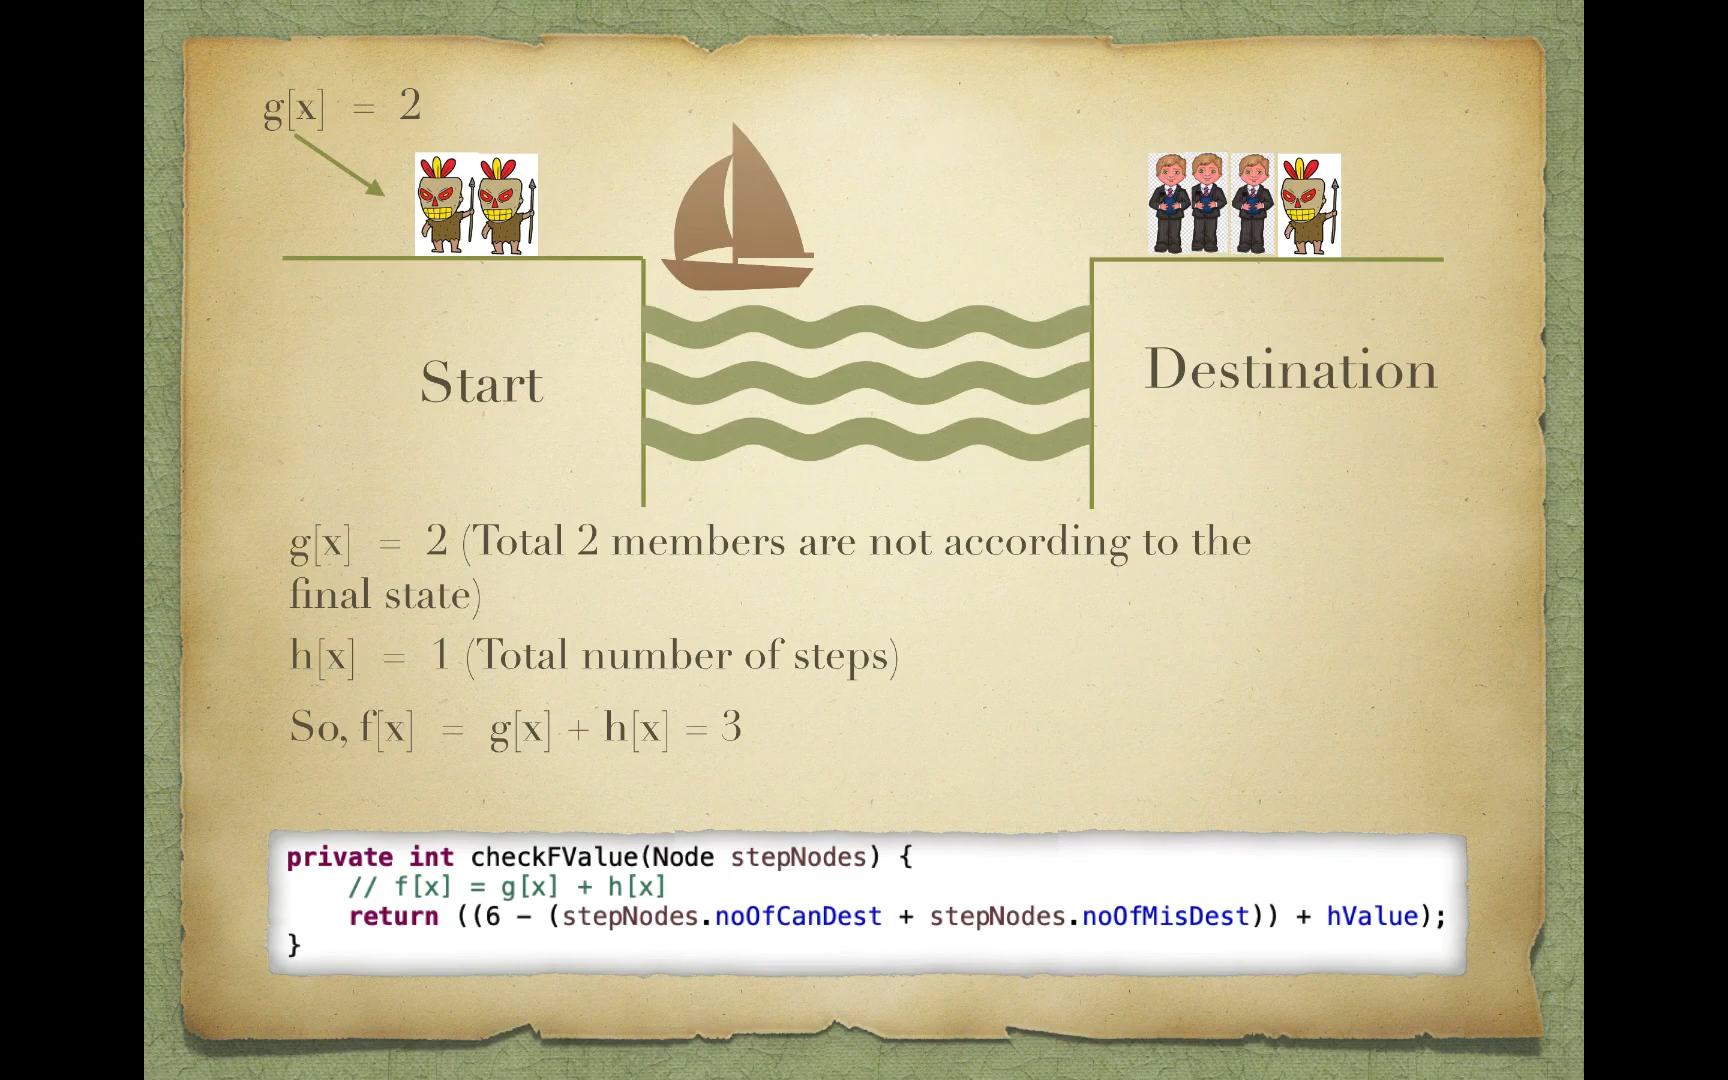 g[x] = 2
Start
Destination
g[x] = 2 (Total 2 members are not according to the
final state)
h[x] = 1 (Total number of steps)
So, f[x] = g[x] + h[x] = 3
private int checkFValue(Node stepNodes) {
// f[x] = g[x] + h[x]
return ((6 - (stepNodes.noOfCanDest + stepNodes.noOfMisDest)) + hValue);
}